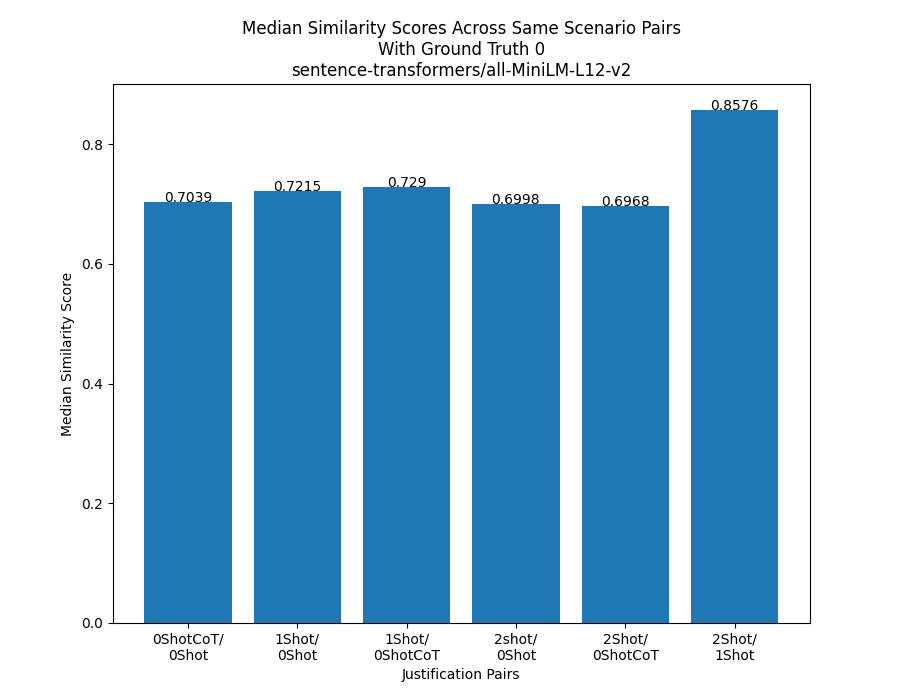 Median Similarity Scores Across Same Scenario Pairs
With Ground Truth 0
sentence-transformers/all-MiniLM-L12-v2
Median Similarity Score
0.8
0.6
0.4
0.2
0.0
0.7039
0.7215
0.729
0.6998
0.6968
0.8576
0ShotCoT/
0Shot
1Shot/
0Shot
1Shot/
0ShotCoT
2shot/
0Shot
2Shot/
0ShotCoT
2Shot/
1Shot
Justification Pairs